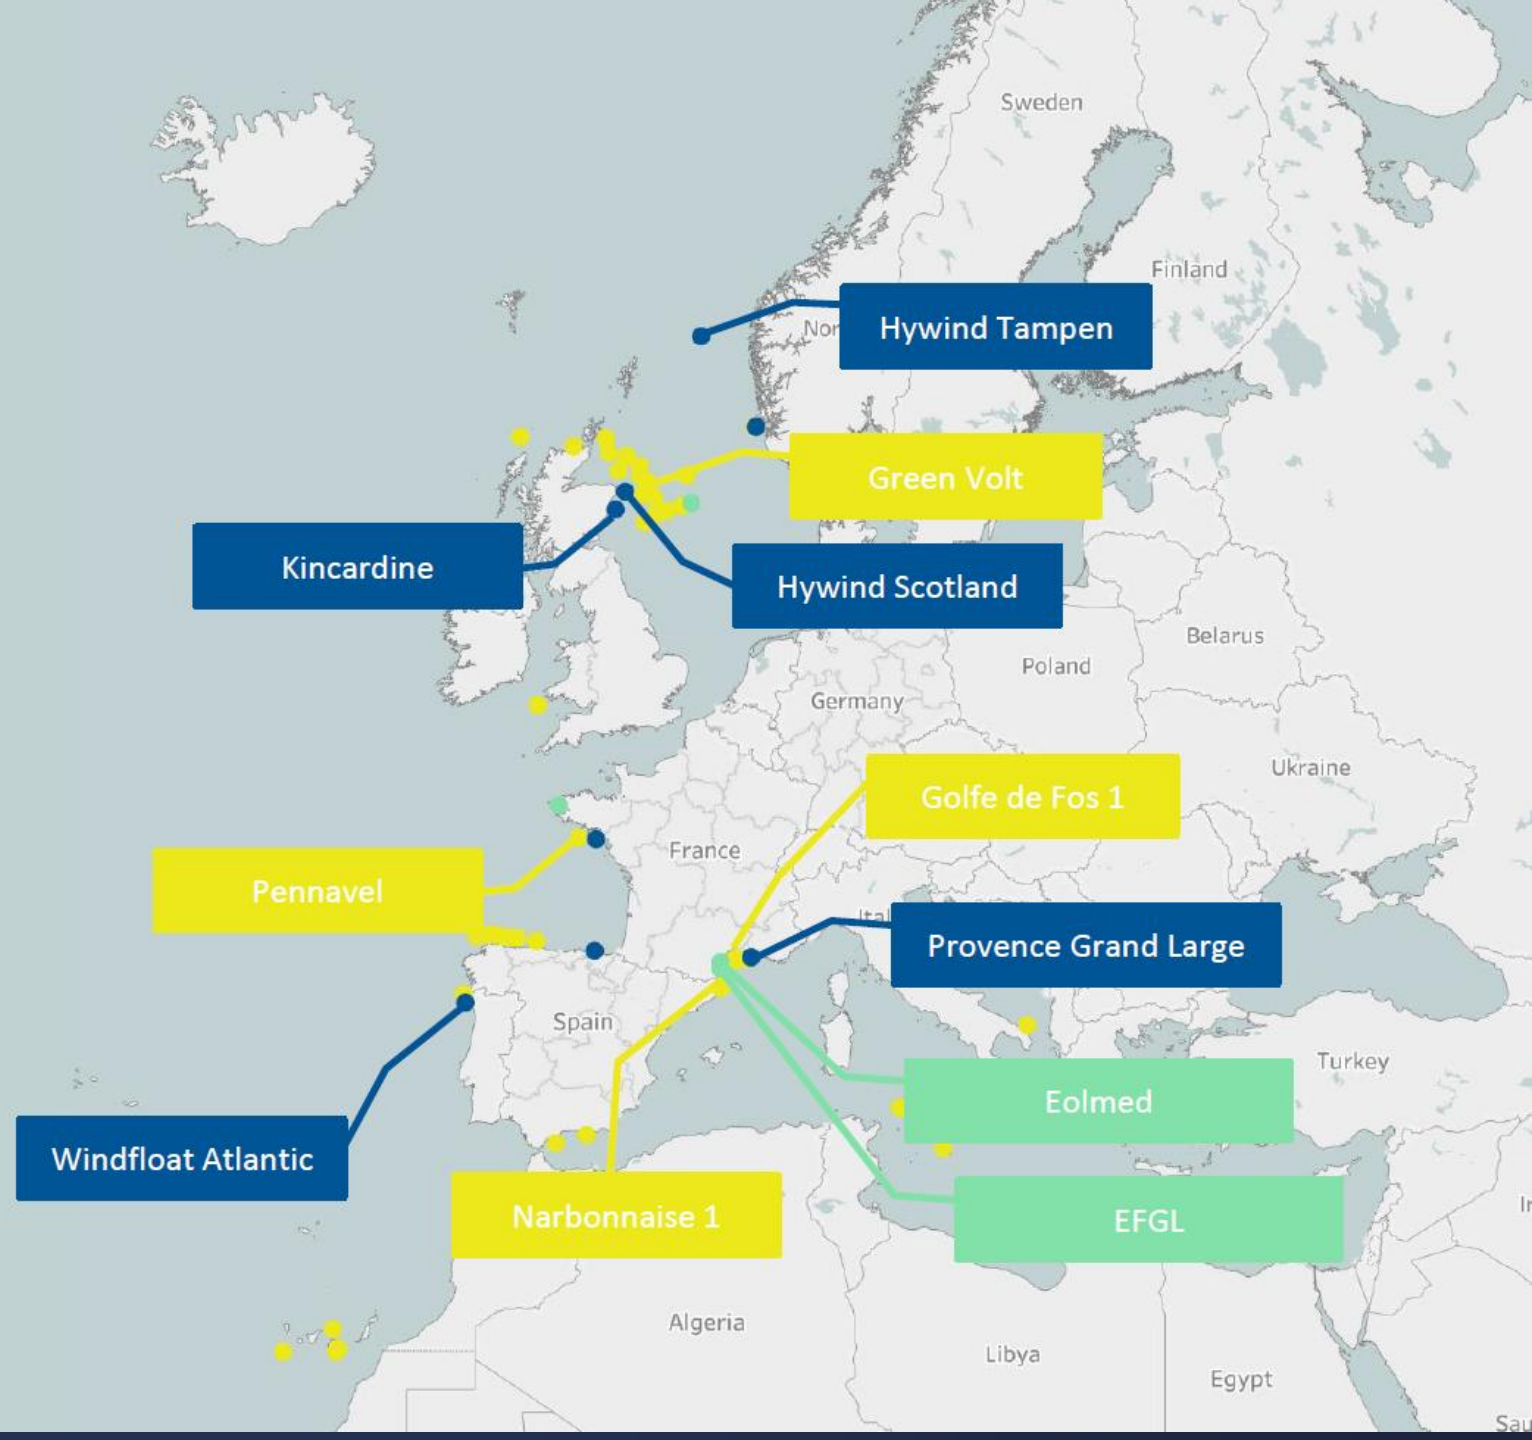 Sweden
Finland
Nor
Hywind Tampen
Green Volt
Kincardine
Hywind Scotland
Belarus
Poland
Germany
Ukraine
Golfe de Fos 1
France
Pennavel
Ital
Provence Grand Large
Spain
Turkey
Eolmed
Windfloat Atlantic
Narbonnaise 1
EFGL
Ir
Algeria
Libya
Egypt
Sau